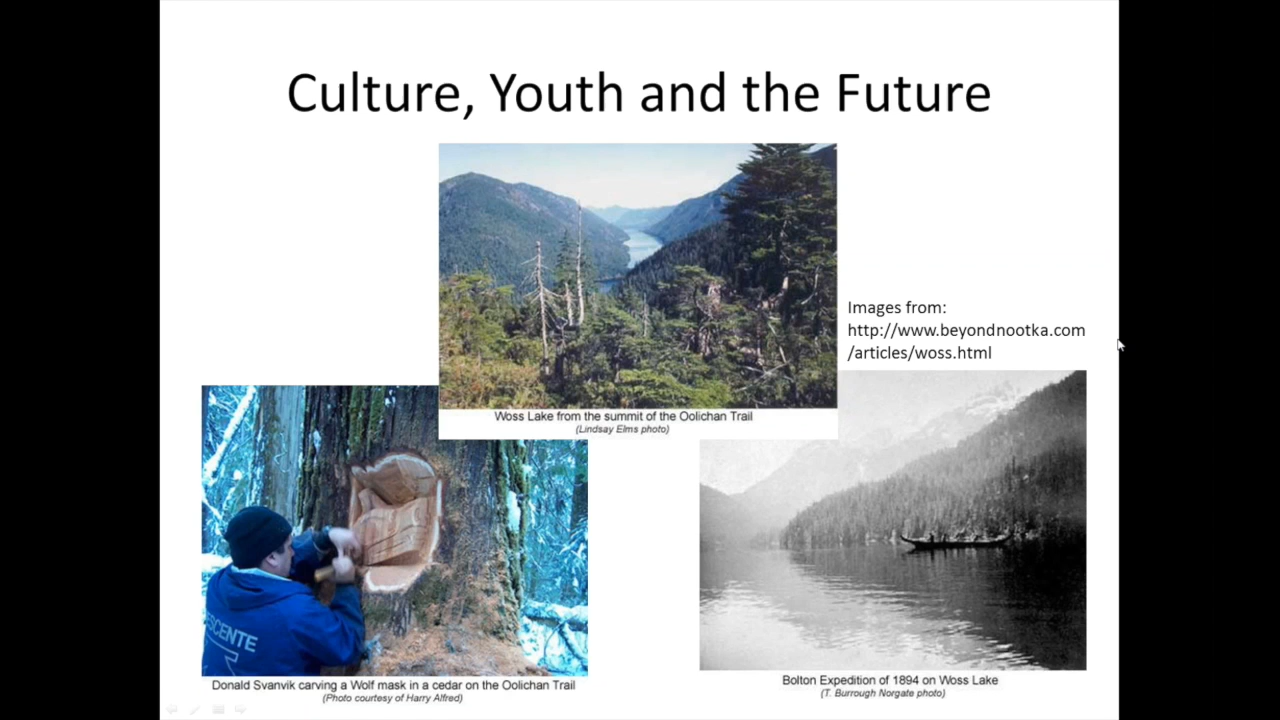 Culture, Youth and the Future
Woss Lake from the summit of the Oolichan Trail
(Lindsay Elms photo)
Images from:
http://www.beyondnootka.com
/articles/woss.html
SCENTE
Donald Svanvik carving a Wolf mask in a cedar on the Oolichan Trail
(Photo courtesy of Harry Alfred)
Bolton Expedition of 1894 on Woss Lake
(T. Burrough Norgate photo)